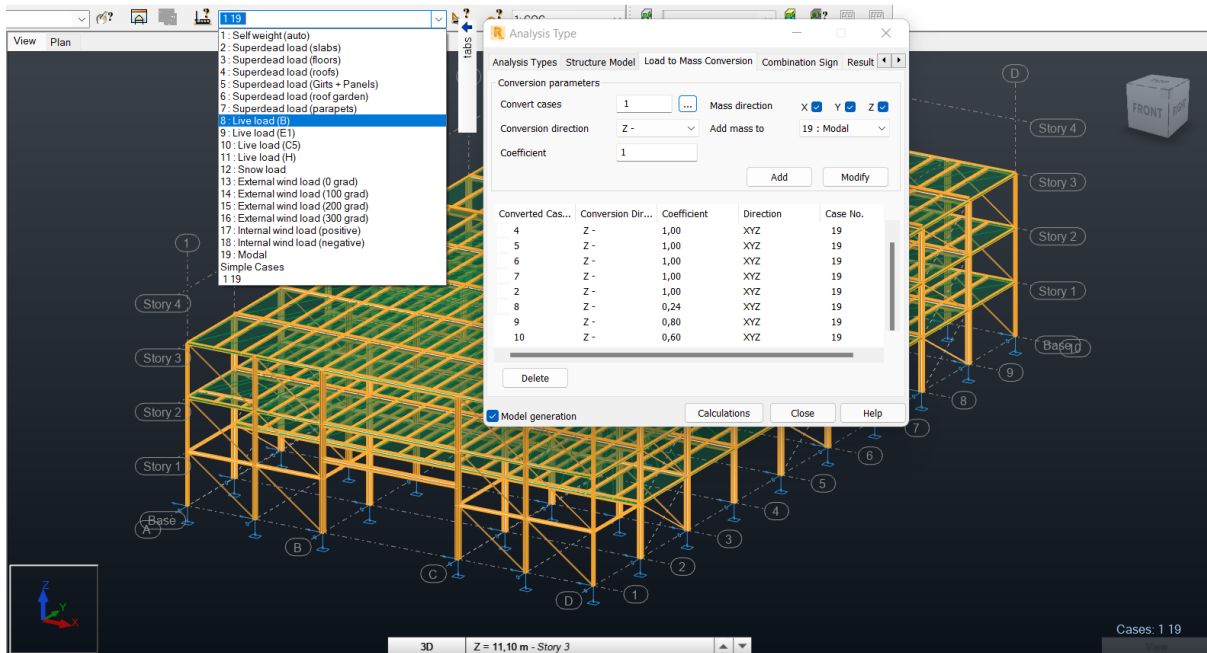 1 19
View Plan
1 : Self weight (auto)
2 : Superdead load (slabs)
3 : Superdead load (floors)
4 : Superdead load (roofs)
5 : Superdead load (Girts + Panels)
6 : Superdead load (roof garden)
7 : Superdead load (parapets)
8 : Live load (B)
9 : Live load (E1)
10 : Live load (C5)
11 : Live load (H)
12 : Snow load
13 : External wind load (0 grad)
14 : External wind load (100 grad)
15 : External wind load (200 grad)
16 : External wind load (300 grad)
17 : Internal wind load (positive)
18 : Internal wind load (negative)
19 : Modal
Simple Cases
1 19
tabs
Analysis Type
Analysis Types Structure Model Load to Mass Conversion Combination Sign Result
Conversion parameters
Convert cases 1 ... Mass direction X Y Z
Conversion direction Z - Add mass to 19 : Modal
Coefficient 1
Add Modify
Converted Cas... Conversion Dir... Coefficient Direction Case No.
4 Z - 1,00 XYZ 19
5 Z - 1,00 XYZ 19
6 Z - 1,00 XYZ 19
7 Z - 1,00 XYZ 19
2 Z - 1,00 XYZ 19
8 Z - 0,24 XYZ 19
9 Z - 0,80 XYZ 19
10 Z - 0,60 XYZ 19
Delete
Model generation Calculations Close Help
TOP
FRONT RIGHT
D
Story 4
Story 3
Story 2
Story 1
Base
10
9
8
7
6
5
4
3
2
1
1
Story 4
Story 3
Story 2
Story 1
Base
A
B
C
D
Z
Y
X
Cases: 1 19
View
3D Z = 11,10 m - Story 3